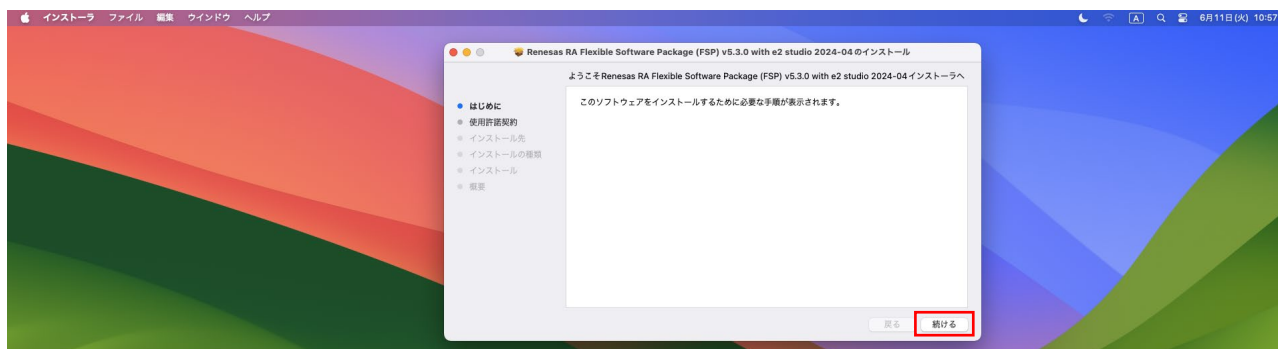 インストーラ ファイル 編集 ウインドウ ヘルプ A 6月11日(火) 10:57
Renesas RA Flexible Software Package (FSP) v5.3.0 with e2 studio 2024-04 のインストール
ようこそRenesas RA Flexible Software Package (FSP) v5.3.0 with e2 studio 2024-04 インストーラへ
はじめに
使用許諾契約
インストール先
インストールの種類
インストール
概要
このソフトウェアをインストールするために必要な手順が表示されます。
戻る 続ける